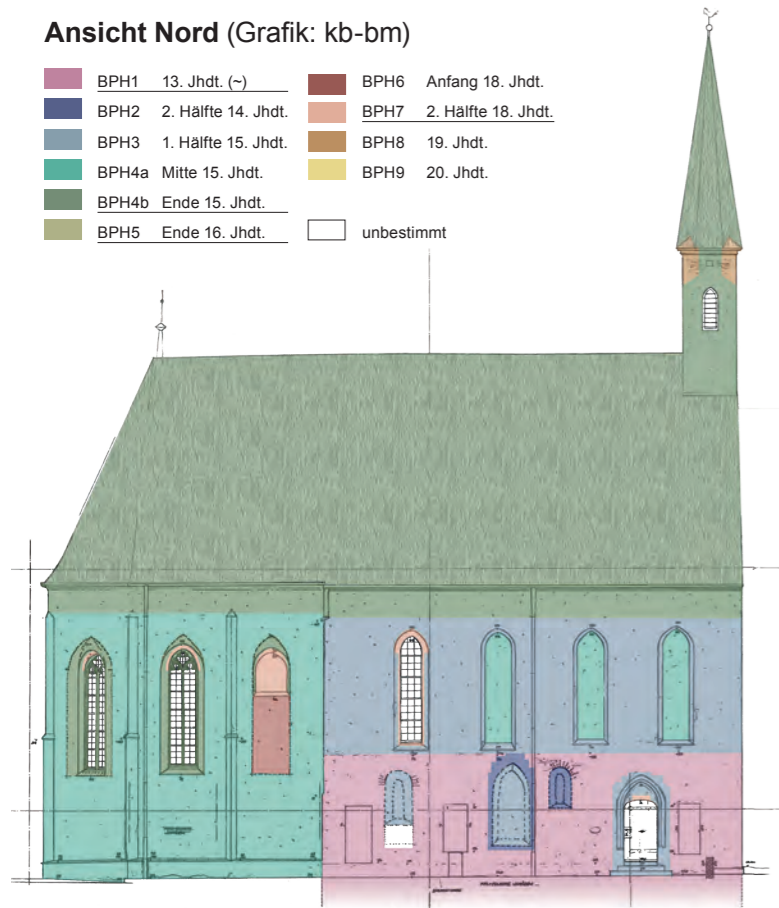 Ansicht Nord (Grafik: kb-bm)
BPH1 13. Jhdt. (~)
BPH2 2. Hälfte 14. Jhdt.
BPH3 1. Hälfte 15. Jhdt.
BPH4a Mitte 15. Jhdt.
BPH4b Ende 15. Jhdt.
BPH5 Ende 16. Jhdt.
BPH6 Anfang 18. Jhdt.
BPH7 2. Hälfte 18. Jhdt.
BPH8 19. Jhdt.
BPH9 20. Jhdt.
unbestimmt